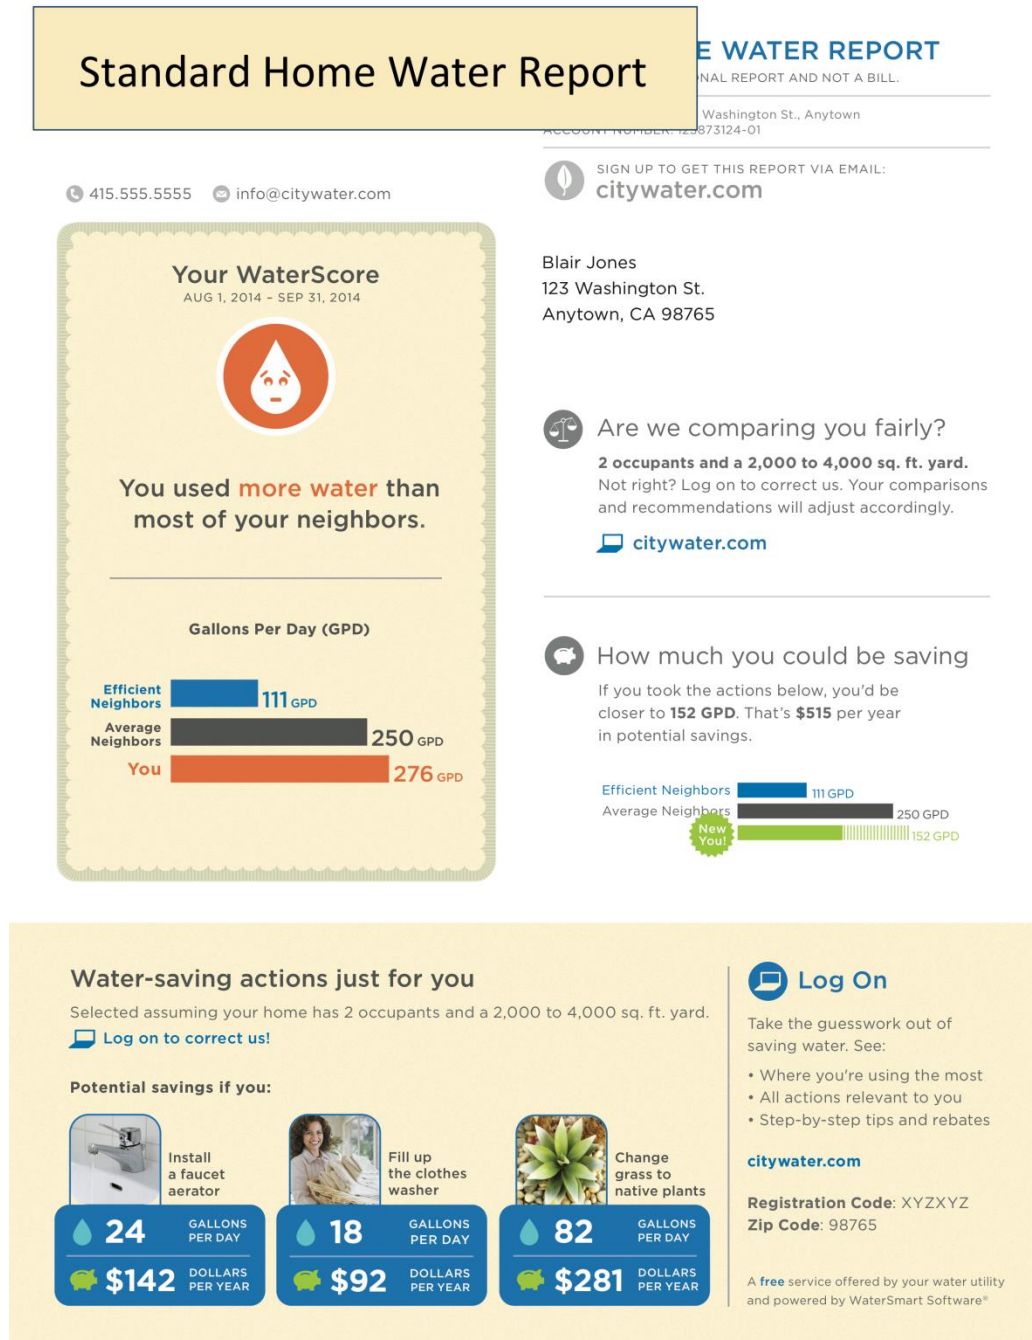 Standard Home Water Report
E WATER REPORT
NAL REPORT AND NOT A BILL.
Washington St., Anytown
ACCOUNT NUMBER: 123873124-01
SIGN UP TO GET THIS REPORT VIA EMAIL:
citywater.com
415.555.5555 info@citywater.com
Your WaterScore
AUG 1, 2014 – SEP 31, 2014
You used more water than
most of your neighbors.
Gallons Per Day (GPD)
Efficient
Neighbors
111 GPD
Average
Neighbors
250 GPD
You
276 GPD
Blair Jones
123 Washington St.
Anytown, CA 98765
Are we comparing you fairly?
2 occupants and a 2,000 to 4,000 sq. ft. yard.
Not right? Log on to correct us. Your comparisons
and recommendations will adjust accordingly.
citywater.com
How much you could be saving
If you took the actions below, you'd be
closer to 152 GPD. That's $515 per year
in potential savings.
Efficient Neighbors 111 GPD
Average Neighbors 250 GPD
New
You!
152 GPD
Water-saving actions just for you
Selected assuming your home has 2 occupants and a 2,000 to 4,000 sq. ft. yard.
Log on to correct us!
Potential savings if you:
Install
a faucet
aerator
24 GALLONS
PER DAY
$142 DOLLARS
PER YEAR
Fill up
the clothes
washer
18 GALLONS
PER DAY
$92 DOLLARS
PER YEAR
Change
grass to
native plants
82 GALLONS
PER DAY
$281 DOLLARS
PER YEAR
Log On
Take the guesswork out of
saving water. See:
• Where you're using the most
• All actions relevant to you
• Step-by-step tips and rebates
citywater.com
Registration Code: XYZXYZ
Zip Code: 98765
A free service offered by your water utility
and powered by WaterSmart Software®